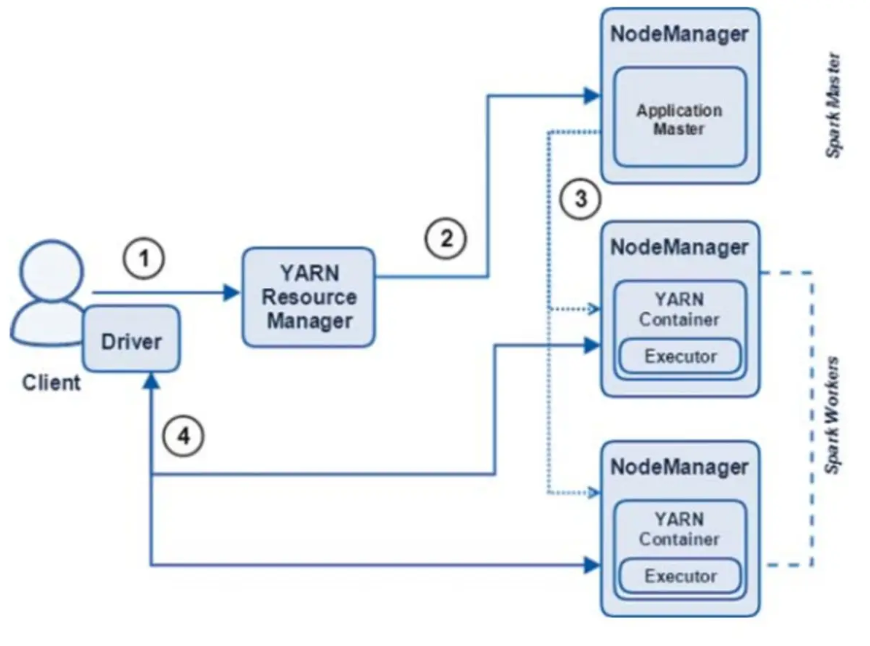 NodeManager
Application
Master
Spark Master
3
2
1
YARN
Resource
Manager
Driver
Client
4
NodeManager
YARN
Container
Executor
Spark Workers
NodeManager
YARN
Container
Executor